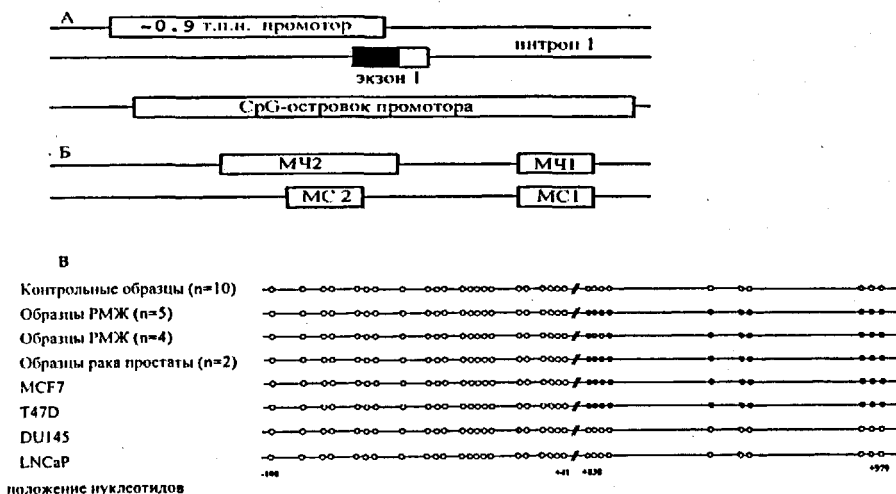 А
~0.9 т.п.н. промотор
интрон 1
экзон 1
CpG-островок промотора
Б
МЧ2
МЧ1
МС 2
МС1
В
Контрольные образцы (n=10)
Образцы РМЖ (n=5)
Образцы РМЖ (n=4)
Образцы рака простаты (n=2)
MCF7
T47D
DU145
LNCaP
+979
положение нуклеотидов